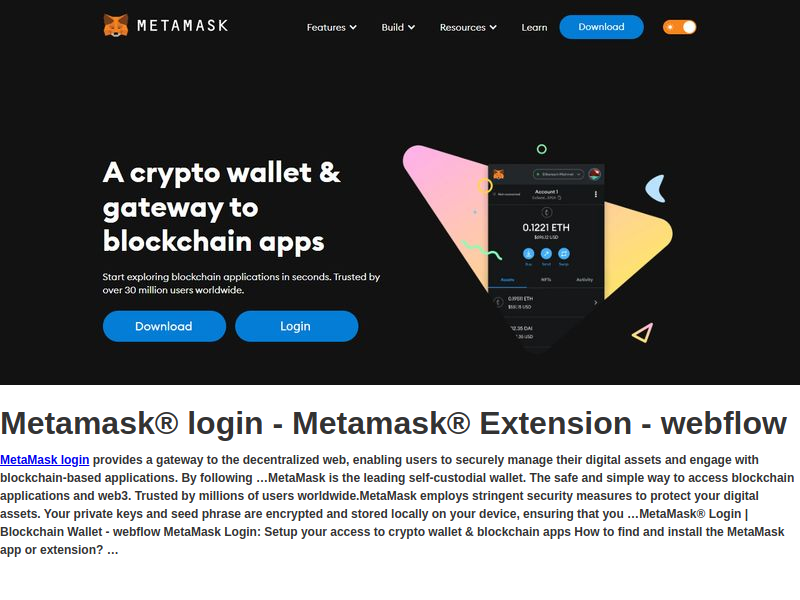 METAMASK
Features Build Resources Learn Download
A crypto wallet &
gateway to
blockchain apps
Start exploring blockchain applications in seconds. Trusted by
over 30 million users worldwide.
Download Login
Ethereum Mainnet
Not connected
Account 1
0.1221 ETH
Buy Send Swap
Assets NFTs Activity
Metamask® login - Metamask® Extension - webflow
MetaMask login provides a gateway to the decentralized web, enabling users to securely manage their digital assets and engage with
blockchain-based applications. By following …MetaMask is the leading self-custodial wallet. The safe and simple way to access blockchain
applications and web3. Trusted by millions of users worldwide.MetaMask employs stringent security measures to protect your digital
assets. Your private keys and seed phrase are encrypted and stored locally on your device, ensuring that you …MetaMask® Login |
Blockchain Wallet - webflow MetaMask Login: Setup your access to crypto wallet & blockchain apps How to find and install the MetaMask
app or extension? …